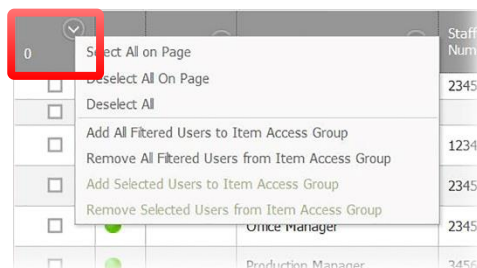 Staff
Num
0
Select All on Page
Deselect All On Page
2345
Deselect All
Add All Filtered Users to Item Access Group
1234
Remove All Filtered Users from Item Access Group
Add Selected Users to Item Access Group
2345
Remove Selected Users from Item Access Group
Office Manager
2345
Production Manager
3456